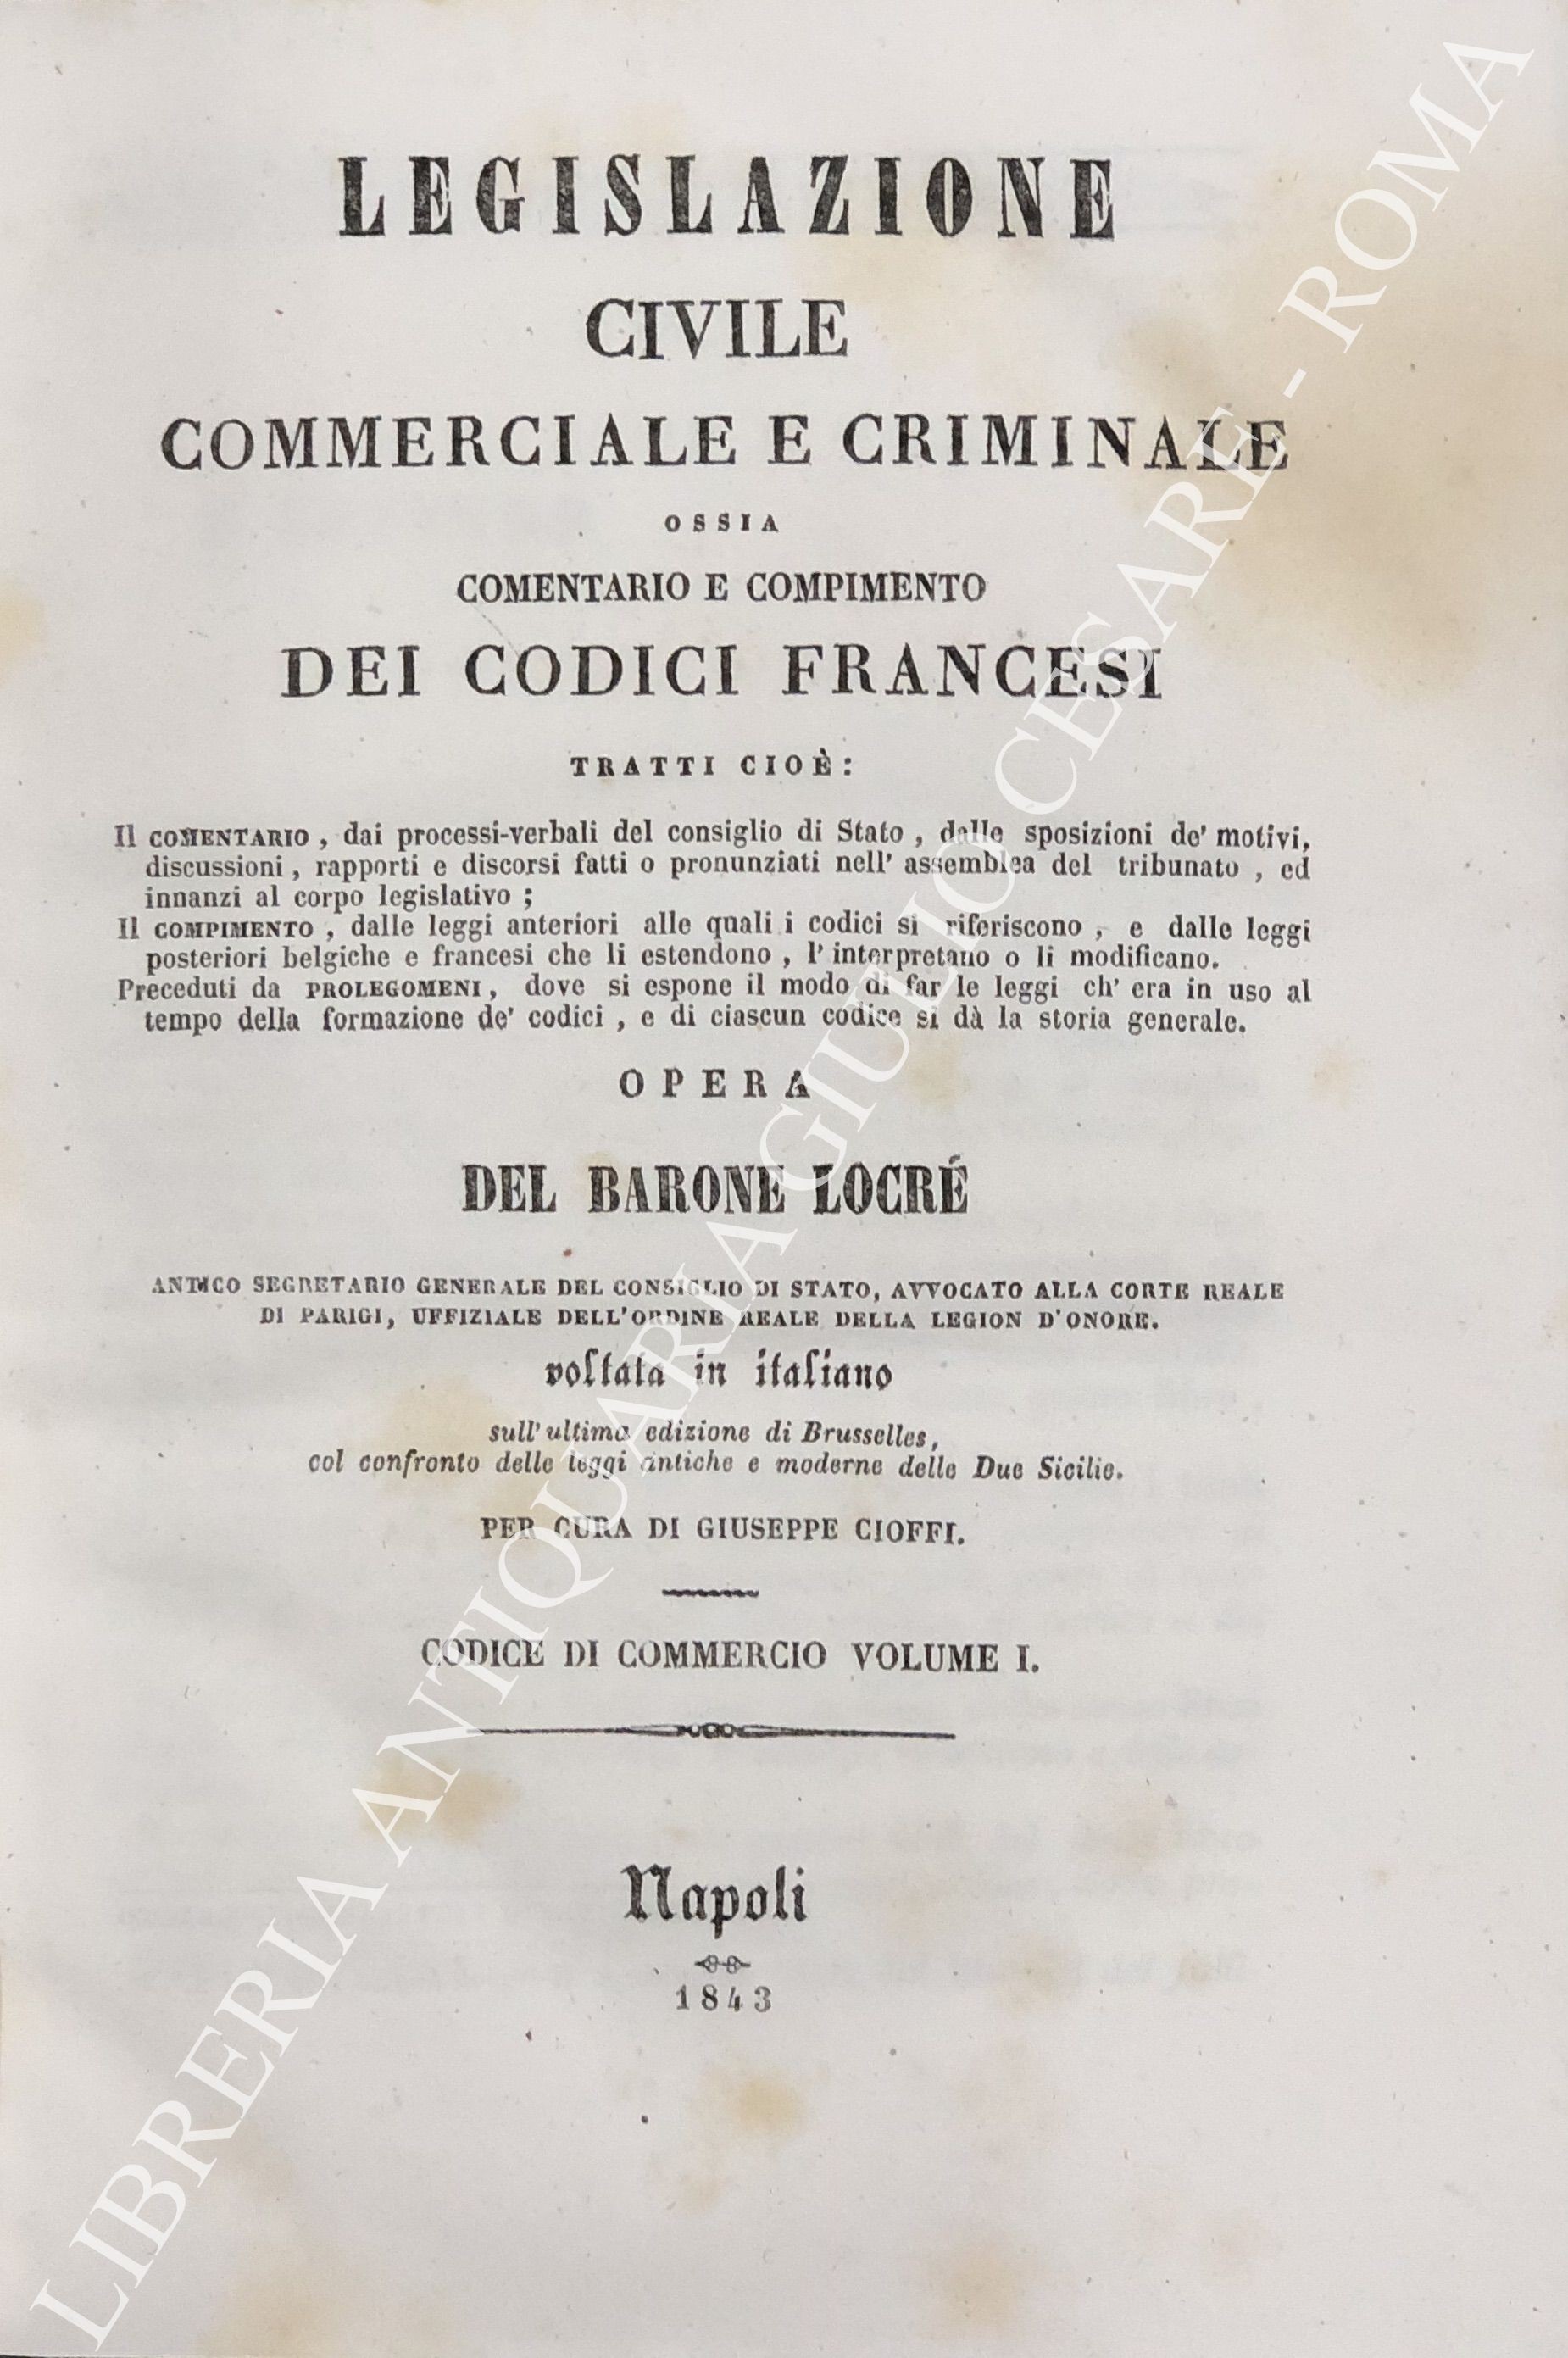 LEGISLAZIONE
CIVILE
COMMERCIALE E CRIMINALE
OSSIA
COMENTARIO E COMPIMENTO
DEI CODICI FRANCESI
TRATTI CIOÈ:
Il COMENTARIO, dai processi-verbali del consiglio di Stato, dalle sposizioni de' motivi,
discussioni, rapporti e discorsi fatti o pronunziati nell' assemblea del tribunato, ed
innanzi al corpo legislativo;
Il COMPIMENTO, dalle leggi anteriori alle quali i codici si riferiscono, e dalle leggi
posteriori belgiche e francesi che li estendono, l' interpretano o li modificano.
Preceduti da PROLEGOMENI, dove si espone il modo di far le leggi ch' era in uso al
tempo della formazione de' codici, e di ciascun codice si dà la storia generale.
OPERA
DEL BARONE LOCRÉ
ANTICO SEGRETARIO GENERALE DEL CONSIGLIO DI STATO, AVVOCATO ALLA CORTE REALE
DI PARIGI, UFFIZIALE DELL'ORDINE REALE DELLA LEGION D'ONORE.
voltata in italiano
sull' ultima edizione di Brusselles,
col confronto delle leggi antiche e moderne delle Due Sicilie.
PER CURA DI GIUSEPPE CIOFFI.
CODICE DI COMMERCIO VOLUME I.
Napoli
1843
LIBRERIA ANTIQUARIA GIULIO CESARE - ROMA